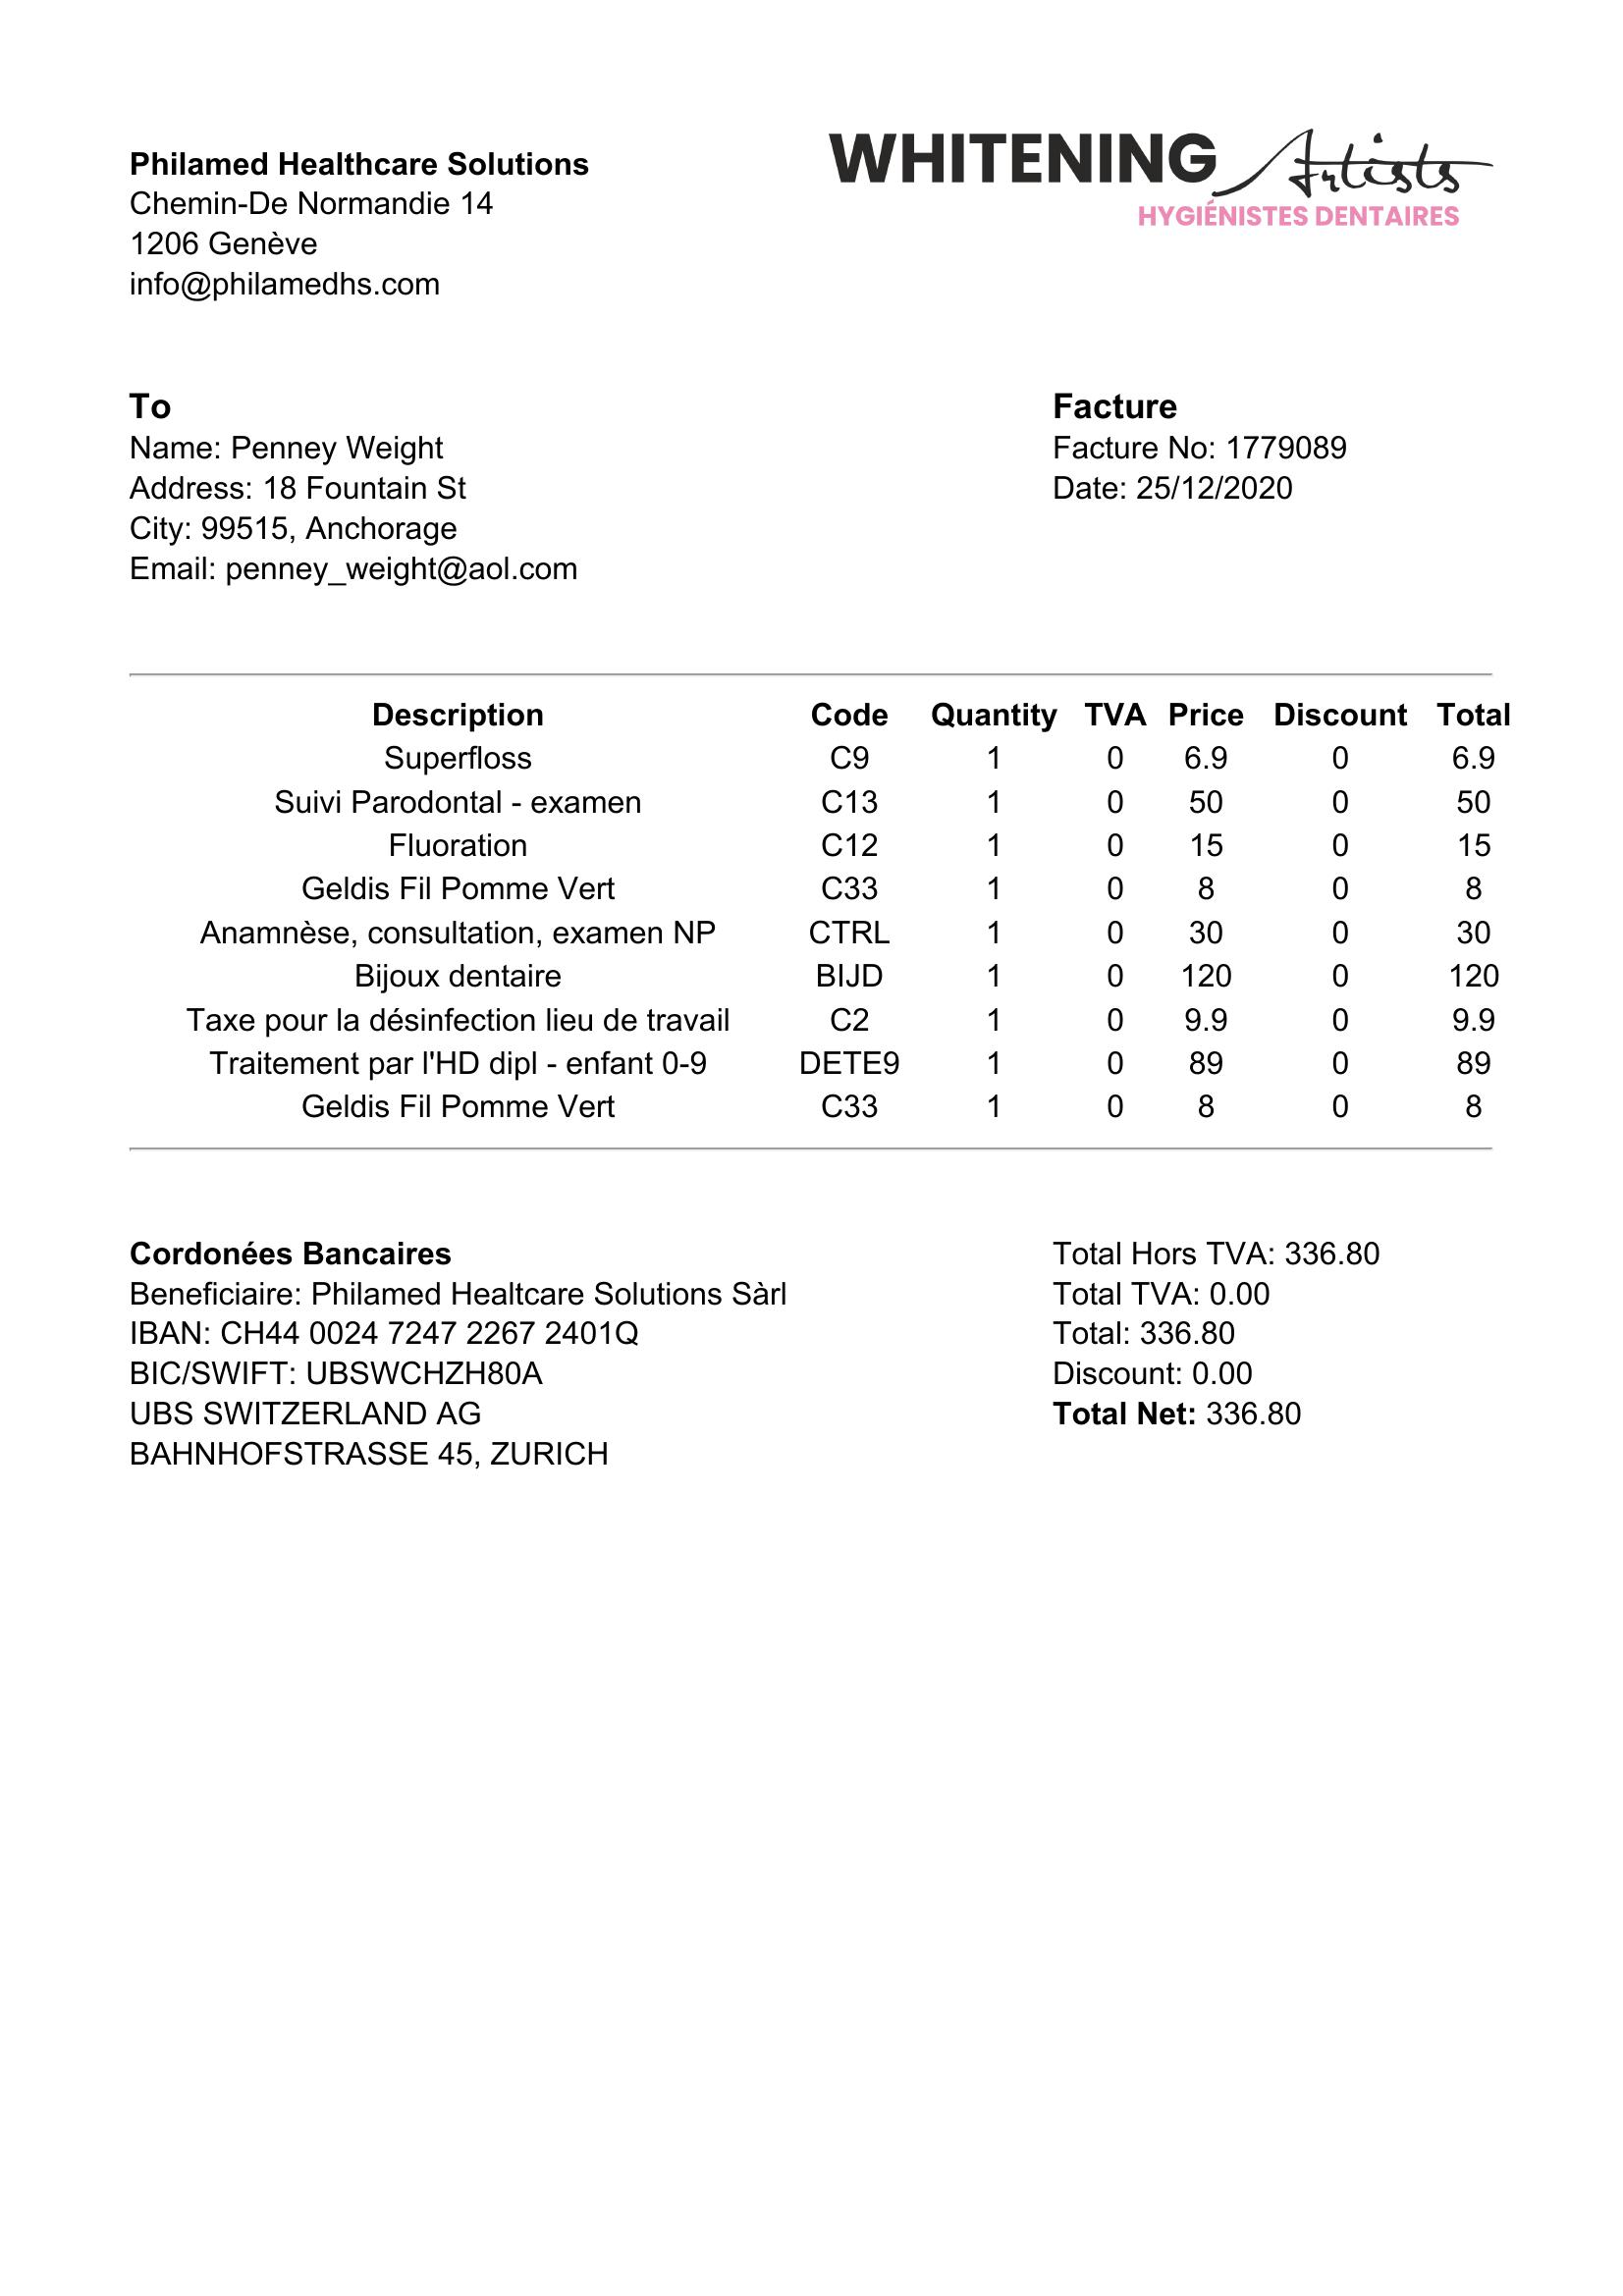 WHITENING Artists
HYGIÉNISTES DENTAIRES
Philamed Healthcare Solutions
Chemin-De Normandie 14
1206 Genève
info@philamedhs.com
To
Name: Penney Weight
Address: 18 Fountain St
City: 99515, Anchorage
Email: penney_weight@aol.com
Facture
Facture No: 1779089
Date: 25/12/2020
Description Code Quantity TVA Price Discount Total
Superfloss C9 1 0 6.9 0 6.9
Suivi Parodontal - examen C13 1 0 50 0 50
Fluoration C12 1 0 15 0 15
Geldis Fil Pomme Vert C33 1 0 8 0 8
Anamnèse, consultation, examen NP CTRL 1 0 30 0 30
Bijoux dentaire BIJD 1 0 120 0 120
Taxe pour la désinfection lieu de travail C2 1 0 9.9 0 9.9
Traitement par l'HD dipl - enfant 0-9 DETE9 1 0 89 0 89
Geldis Fil Pomme Vert C33 1 0 8 0 8
Cordonées Bancaires
Beneficiaire: Philamed Healtcare Solutions Sàrl
IBAN: CH44 0024 7247 2267 2401Q
BIC/SWIFT: UBSWCHZH80A
UBS SWITZERLAND AG
BAHNHOFSTRASSE 45, ZURICH
Total Hors TVA: 336.80
Total TVA: 0.00
Total: 336.80
Discount: 0.00
Total Net: 336.80